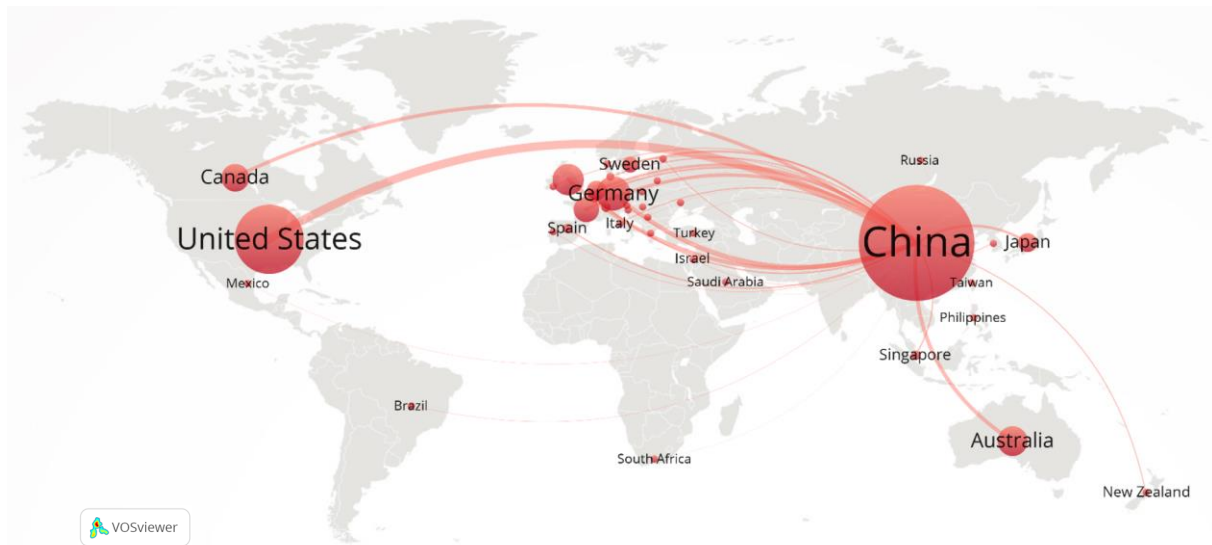 Russia
Sweden
Canada
Germany
Italy
Spain
Turkey
United States
China
Japan
Israel
Mexico
Saudi Arabia
Taiwan
Philippines
Singapore
Brazil
Australia
South Africa
New Zealand
VOSviewer